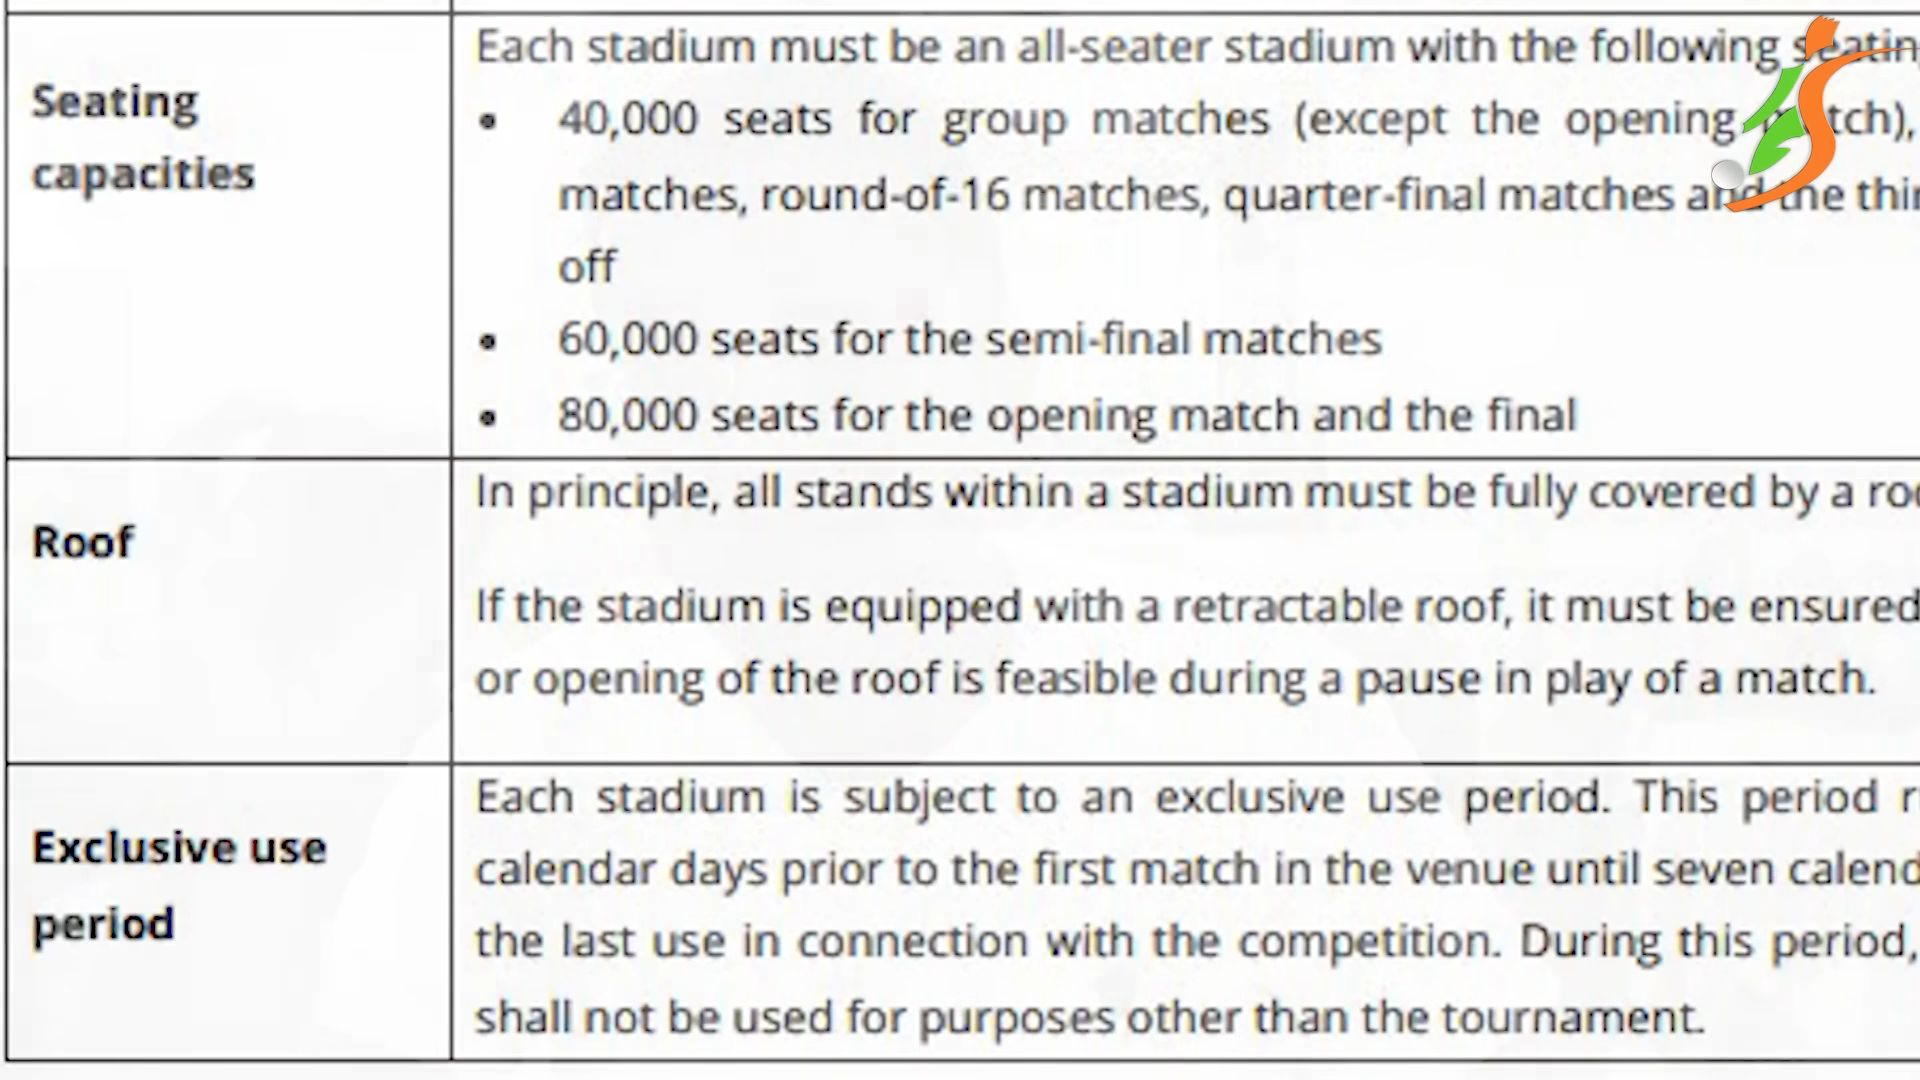 Seating
capacities
Each stadium must be an all-seater stadium with the following
40,000 seats for group matches (except the opening
matches, round-of-16 matches, quarter-final matches and the
off
60,000 seats for the semi-final matches
80,000 seats for the opening match and the final
Roof
In principle, all stands within a stadium must be fully covered by a
If the stadium is equipped with a retractable roof, it must be ensured
or opening of the roof is feasible during a pause in play of a match.
Exclusive use
period
Each stadium is subject to an exclusive use period. This period
calendar days prior to the first match in the venue until seven
the last use in connection with the competition. During this period,
shall not be used for purposes other than the tournament.